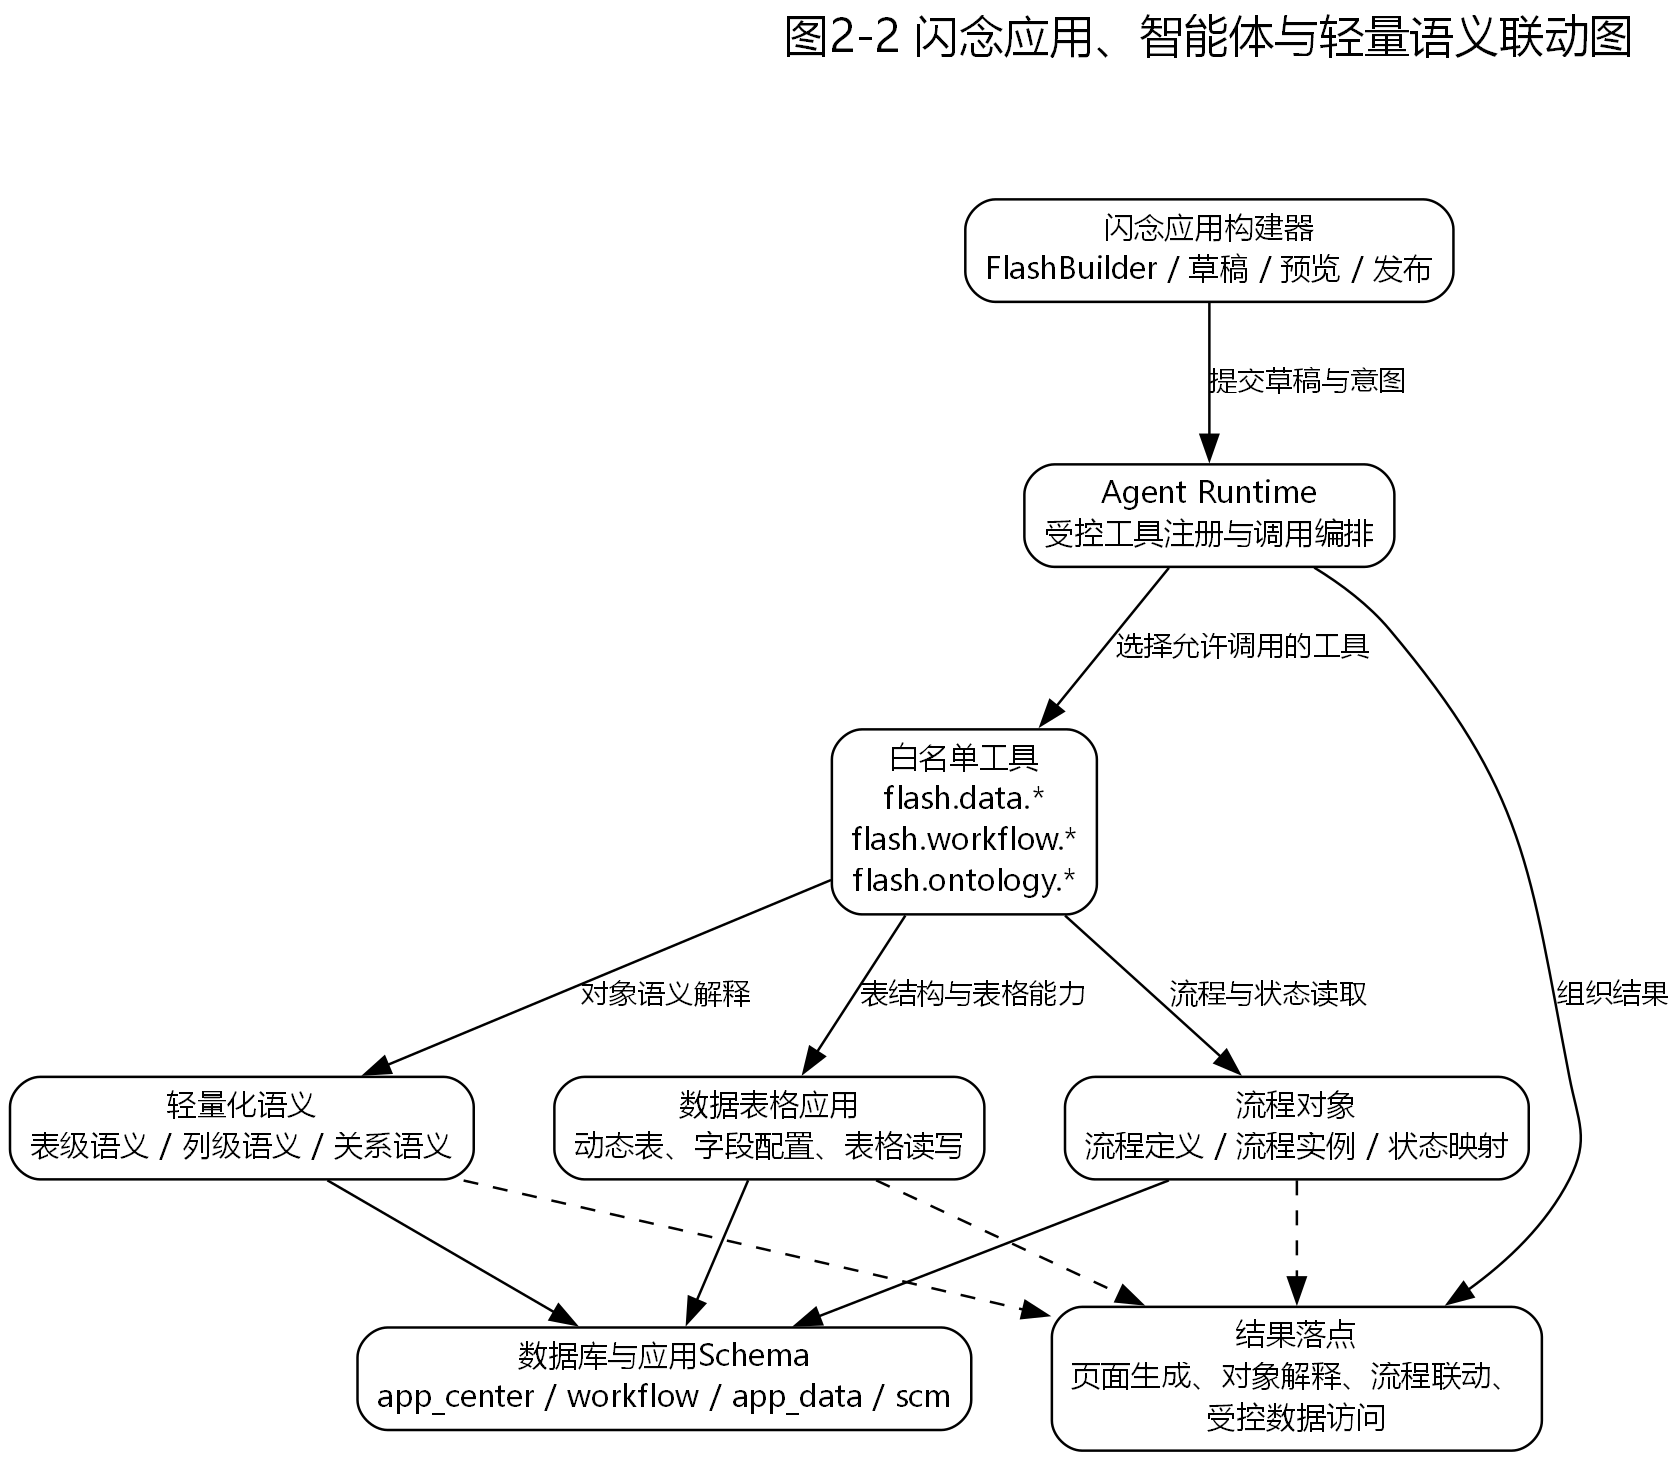 图2-2 闪念应用、智能体与轻量语义联动图
闪念应用构建器
FlashBuilder / 草稿 / 预览 / 发布
提交草稿与意图
Agent Runtime
受控工具注册与调用编排
选择允许调用的工具
白名单工具
flash.data.*
flash.workflow.*
flash.ontology.*
对象语义解释
表结构与表格能力
流程与状态读取
组织结果
轻量化语义
表级语义 / 列级语义 / 关系语义
数据表格应用
动态表、字段配置、表格读写
流程对象
流程定义 / 流程实例 / 状态映射
数据库与应用Schema
app_center / workflow / app_data / scm
结果落点
页面生成、对象解释、流程联动、
受控数据访问